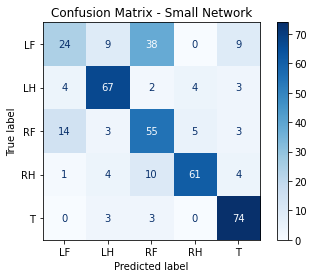 Confusion Matrix - Small Network
True label
LF 24 9 38 0 9
LH 4 67 2 4 3
RF 14 3 55 5 3
RH 1 4 10 61 4
T 0 3 3 0 74
LF LH RF RH T
Predicted label
70
60
50
40
30
20
10
0